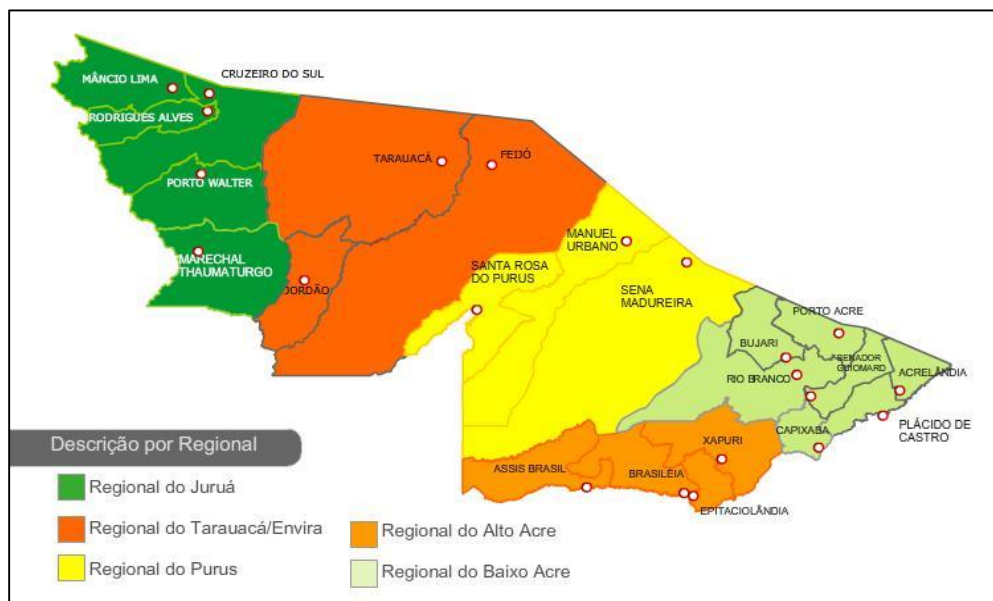 MÂNCIO LIMA
CRUZEIRO DO SUL
RODRIGUES ALVES
TARAUACÁ
FEIJÓ
PORTO WALTER
MARECHAL
THAUMATURGO
JORDÃO
MANUEL
URBANO
SANTA ROSA
DO PURUS
SENA
MADUREIRA
PORTO ACRE
BUJARI
SENADOR
GUIOMARD
RIO BRANCO
ACRELÂNDIA
PLÁCIDO DE
CASTRO
CAPIXABA
XAPURI
ASSIS BRASIL
BRASILÉIA
EPITACIOLÂNDIA
Descrição por Regional
Regional do Juruá
Regional do Tarauacá/Envira
Regional do Purus
Regional do Alto Acre
Regional do Baixo Acre